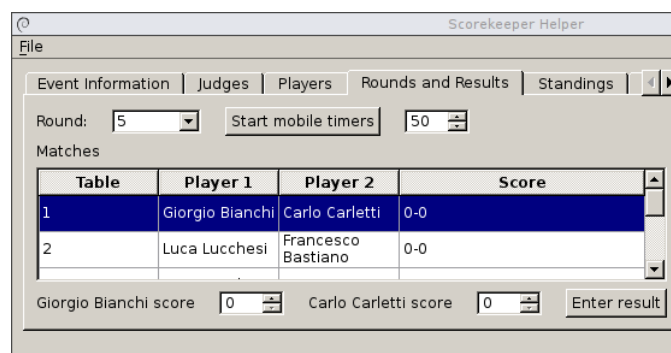 Scorekeeper Helper
File
Event Information Judges Players Rounds and Results Standings
Round: 5 Start mobile timers 50
Matches
Table Player 1 Player 2 Score
1 Giorgio Bianchi Carlo Carletti 0-0
2 Luca Lucchesi Francesco Bastiano 0-0
Giorgio Bianchi score 0 Carlo Carletti score 0 Enter result